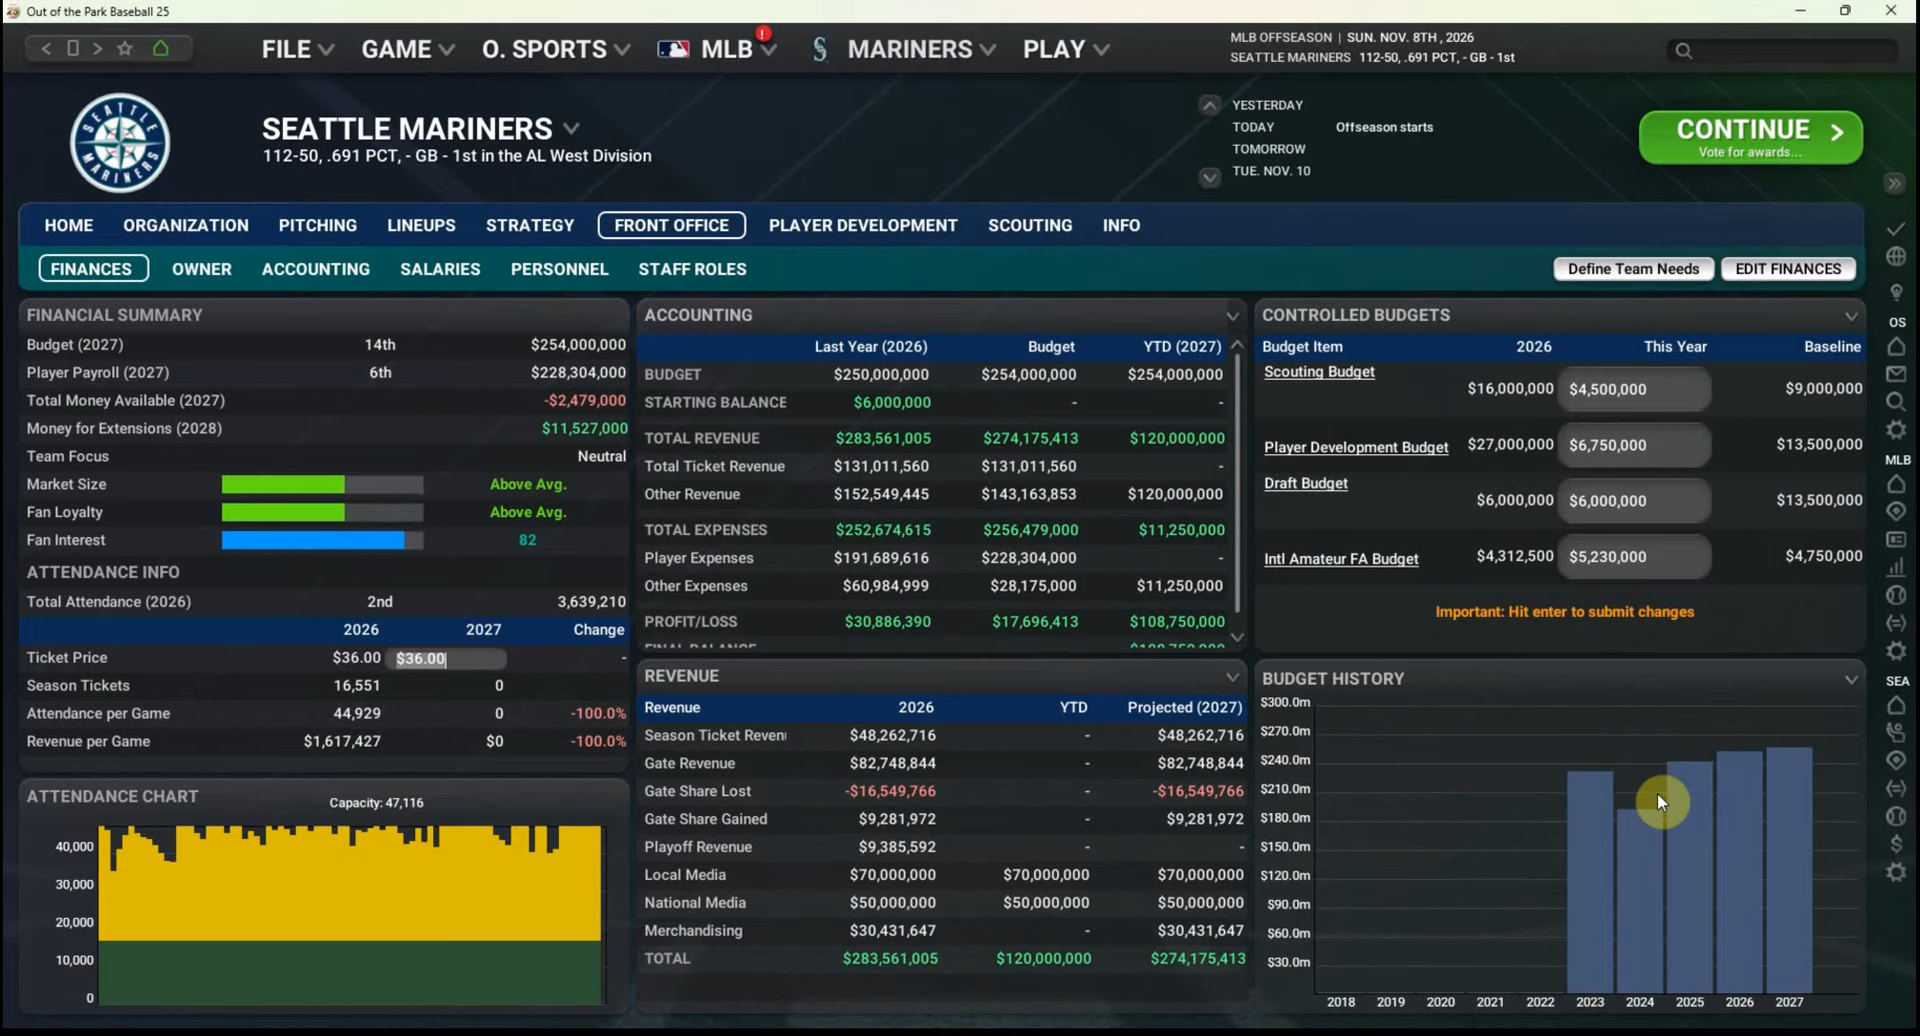 Out of the Park Baseball 25
FILE
GAME
O. SPORTS
MLB
!
MARINERS
PLAY
MLB OFFSEASON | SUN. NOV. 8TH , 2026
SEATTLE MARINERS 112-50, .691 PCT, - GB - 1st
SEATTLE MARINERS
112-50, .691 PCT, - GB - 1st in the AL West Division
YESTERDAY
TODAY Offseason starts
TOMORROW
TUE. NOV. 10
CONTINUE
Vote for awards...
HOME ORGANIZATION PITCHING LINEUPS STRATEGY FRONT OFFICE PLAYER DEVELOPMENT SCOUTING INFO
FINANCES OWNER ACCOUNTING SALARIES PERSONNEL STAFF ROLES Define Team Needs EDIT FINANCES
FINANCIAL SUMMARY
Budget (2027) 14th $254,000,000
Player Payroll (2027) 6th $228,304,000
Total Money Available (2027) -$2,479,000
Money for Extensions (2028) $11,527,000
Team Focus Neutral
Market Size Above Avg.
Fan Loyalty Above Avg.
Fan Interest 82
ATTENDANCE INFO
Total Attendance (2026) 2nd 3,639,210
2026 2027 Change
Ticket Price $36.00 $36.00 -
Season Tickets 16,551 0
Attendance per Game 44,929 0 -100.0%
Revenue per Game $1,617,427 $0 -100.0%
ATTENDANCE CHART
Capacity: 47,116
40,000
30,000
20,000
10,000
0
ACCOUNTING
Last Year (2026) Budget YTD (2027)
BUDGET $250,000,000 $254,000,000 $254,000,000
STARTING BALANCE $6,000,000 - -
TOTAL REVENUE $283,561,005 $274,175,413 $120,000,000
Total Ticket Revenue $131,011,560 $131,011,560 -
Other Revenue $152,549,445 $143,163,853 $120,000,000
TOTAL EXPENSES $252,674,615 $256,479,000 $11,250,000
Player Expenses $191,689,616 $228,304,000 -
Other Expenses $60,984,999 $28,175,000 $11,250,000
PROFIT/LOSS $30,886,390 $17,696,413 $108,750,000
FINAL BALANCE $108,750,000
REVENUE
Revenue 2026 YTD Projected (2027)
Season Ticket Revenu $48,262,716 - $48,262,716
Gate Revenue $82,748,844 - $82,748,844
Gate Share Lost -$16,549,766 - -$16,549,766
Gate Share Gained $9,281,972 - $9,281,972
Playoff Revenue $9,385,592 - -
Local Media $70,000,000 $70,000,000 $70,000,000
National Media $50,000,000 $50,000,000 $50,000,000
Merchandising $30,431,647 - $30,431,647
TOTAL $283,561,005 $120,000,000 $274,175,413
CONTROLLED BUDGETS
Budget Item 2026 This Year Baseline
Scouting Budget $16,000,000 $4,500,000 $9,000,000
Player Development Budget $27,000,000 $6,750,000 $13,500,000
Draft Budget $6,000,000 $6,000,000 $13,500,000
Intl Amateur FA Budget $4,312,500 $5,230,000 $4,750,000
Important: Hit enter to submit changes
BUDGET HISTORY
$300.0m
$270.0m
$240.0m
$210.0m
$180.0m
$150.0m
$120.0m
$90.0m
$60.0m
$30.0m
2018 2019 2020 2021 2022 2023 2024 2025 2026 2027
OS
MLB
SEA